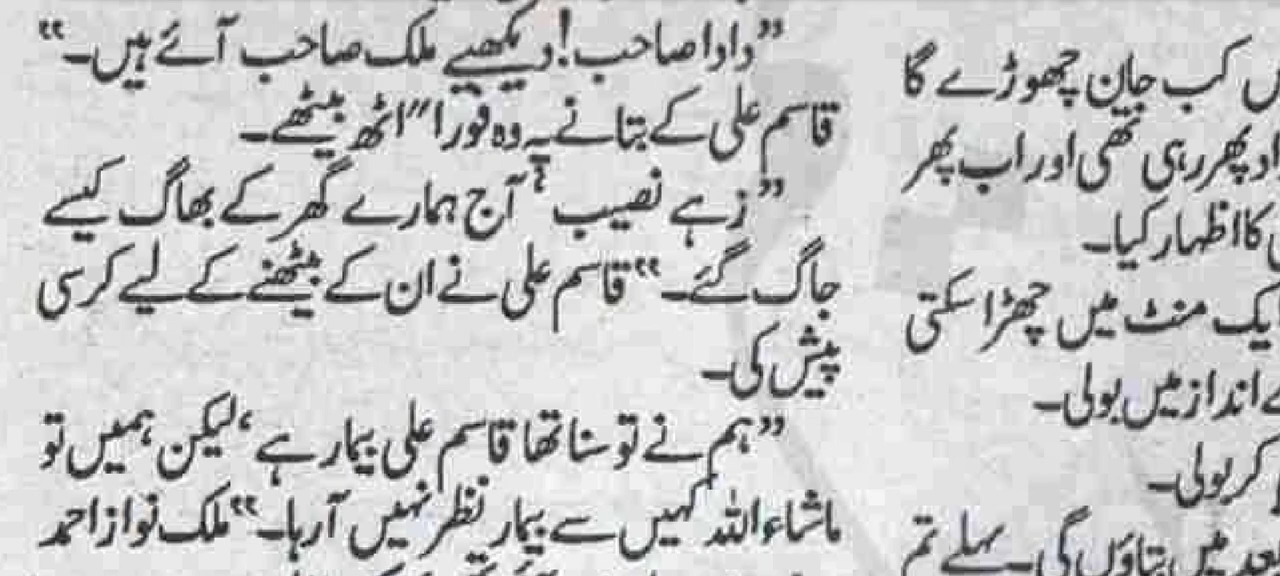 ں کب جان چھوڑے گا
اد پھر رہی تھی اور اب پھر
کا اظہار کیا۔
یک منٹ میں چھڑا سکتی
ے انداز میں بولی۔
کر بولی۔
بعد میں بتاؤں گی۔ پہلے تم
”دادا صاحب! دیکھیے ملک صاحب آئے ہیں۔“
قاسم علی کے بتانے پہ وہ فورا″ اٹھ بیٹھے۔
”زہے نصیب‘ آج ہمارے گھر کے بھاگ کیسے
جاگ گئے۔“ قاسم علی نے ان کے بیٹھنے کے لیے کرسی
پیش کی۔
”ہم نے تو سنا تھا قاسم علی بیمار ہے‘ لیکن ہمیں تو
ماشاء اللہ کہیں سے بیمار نظر نہیں آرہا۔“ ملک نواز احمد